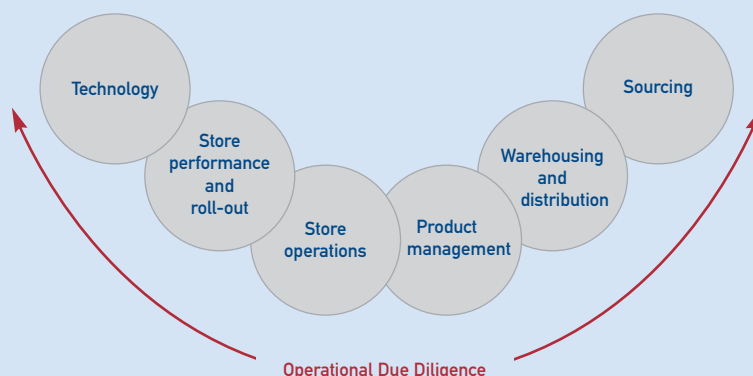 Technology
Store
performance
and
roll-out
Store
operations
Product
management
Warehousing
and
distribution
Sourcing
Operational Due Diligence